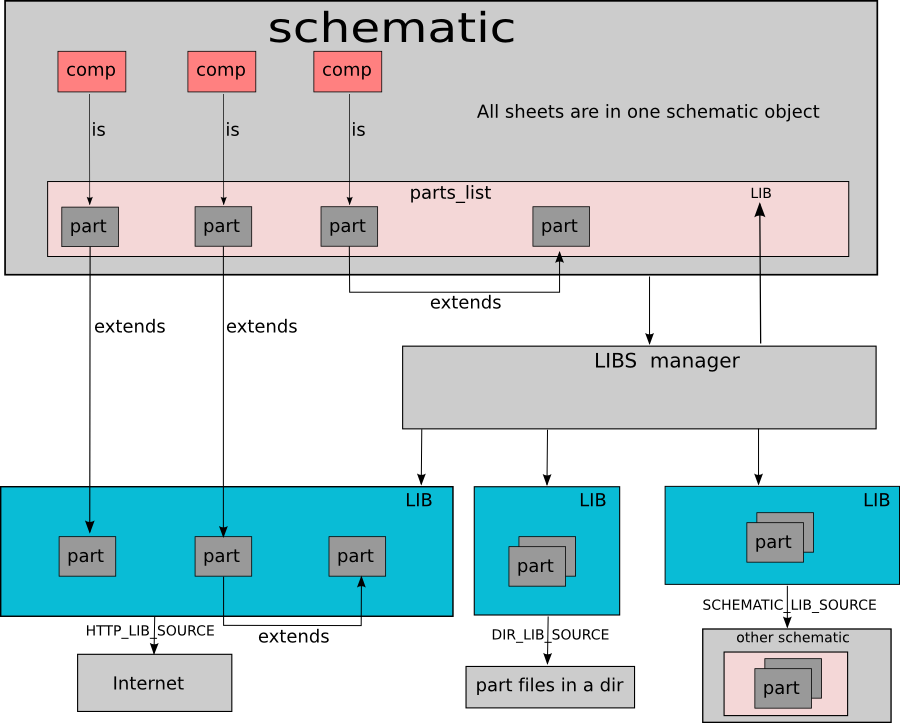 schematic
comp
comp
comp
All sheets are in one schematic object
is
is
is
parts_list
LIB
part
part
part
part
extends
extends
extends
LIBS manager
LIB
LIB
LIB
part
part
part
part
part
HTTP_LIB_SOURCE
extends
DIR_LIB_SOURCE
SCHEMATIC_LIB_SOURCE
other schematic
Internet
part files in a dir
part